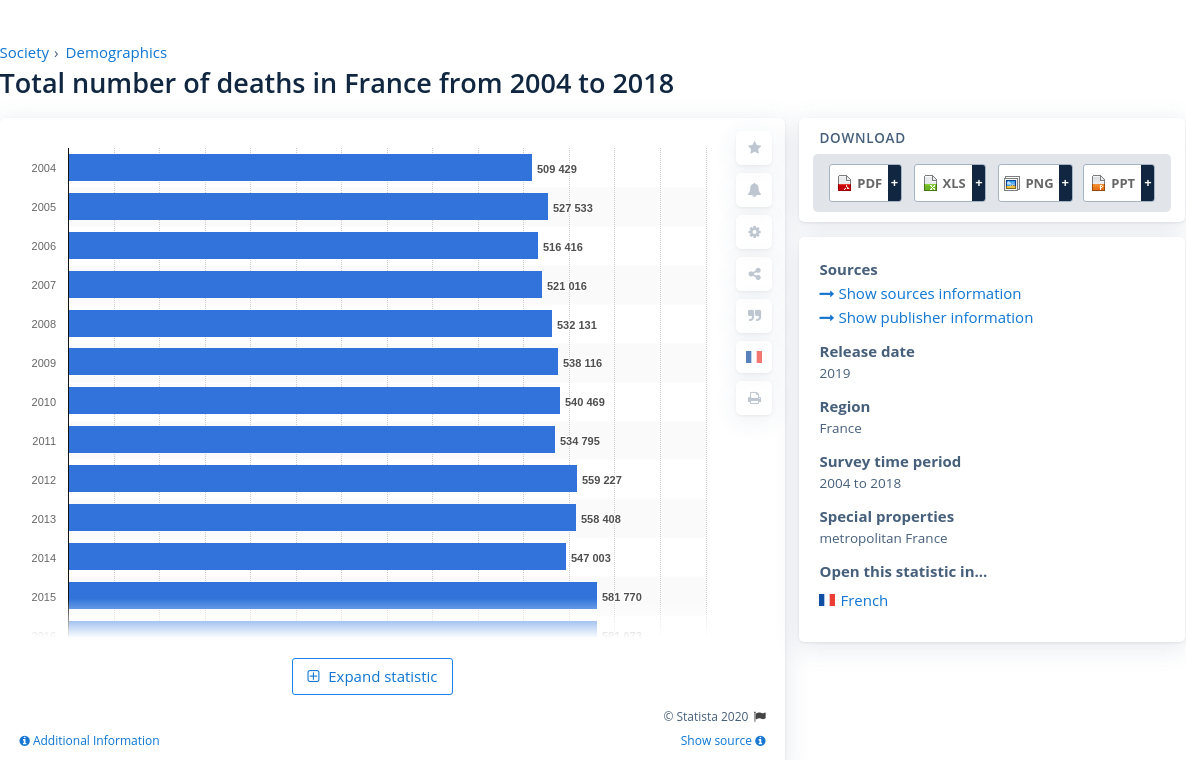 Society › Demographics
Total number of deaths in France from 2004 to 2018
2004 509 429
2005 527 533
2006 516 416
2007 521 016
2008 532 131
2009 538 116
2010 540 469
2011 534 795
2012 559 227
2013 558 408
2014 547 003
2015 581 770
Expand statistic
© Statista 2020
Additional Information
Show source
DOWNLOAD
PDF + XLS + PNG + PPT +
Sources
Show sources information
Show publisher information
Release date
2019
Region
France
Survey time period
2004 to 2018
Special properties
metropolitan France
Open this statistic in...
French